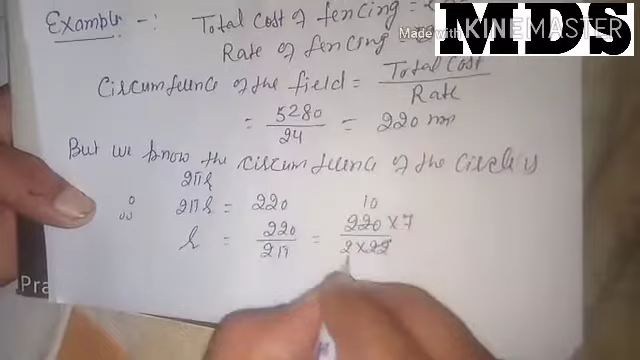 Example -: Total Cost of fencing =
Rate of fencing =
Made with KINEMASTER
MDS
Circumference of the field = Total Cost
Rate
= 5280 = 220 m
24
But we know the circumference of the circle is
2πr
∴ 2πr = 220
10
r = 220 = 220 × 7
2π 2 × 22
Pra